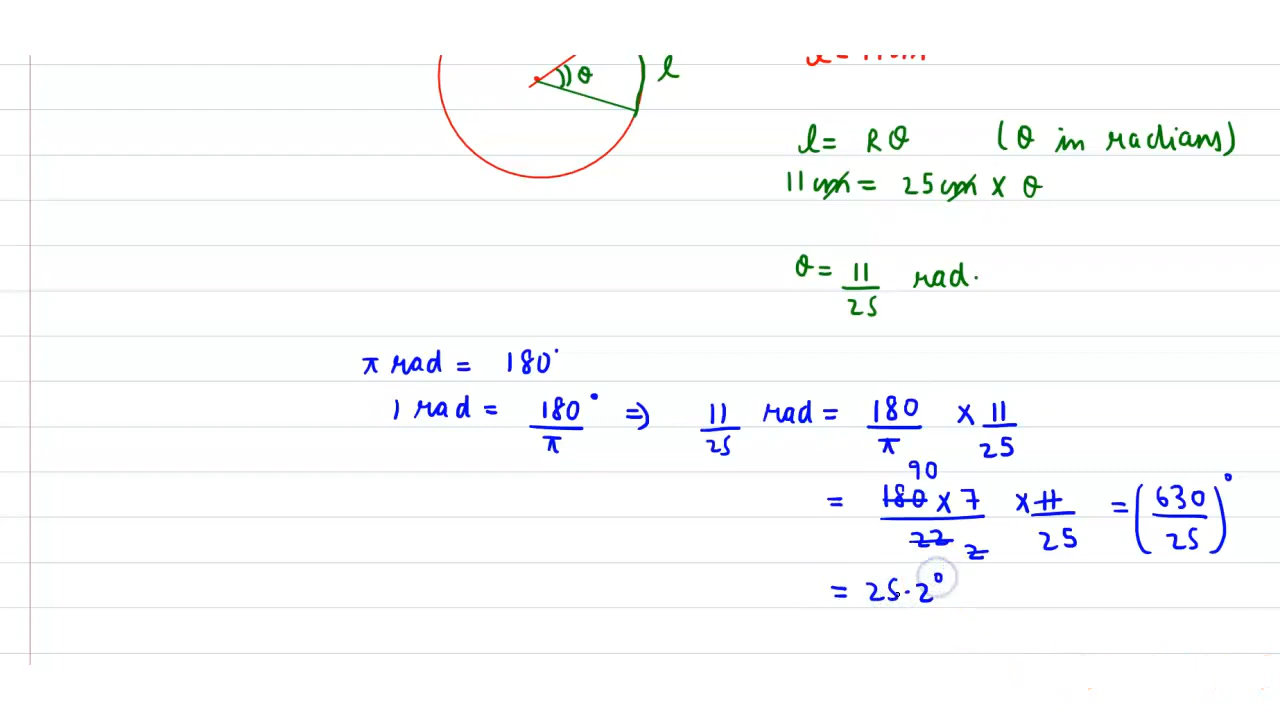 θ l
l = Rθ (θ in radians)
11 cm = 25 cm × θ
θ = 11/25 rad.
π rad = 180°
1 rad = 180°/π ⇒ 11/25 rad = 180/π × 11/25
90
= 180 × 7/22 2 × 11/25 = (630/25)°
= 25.2°